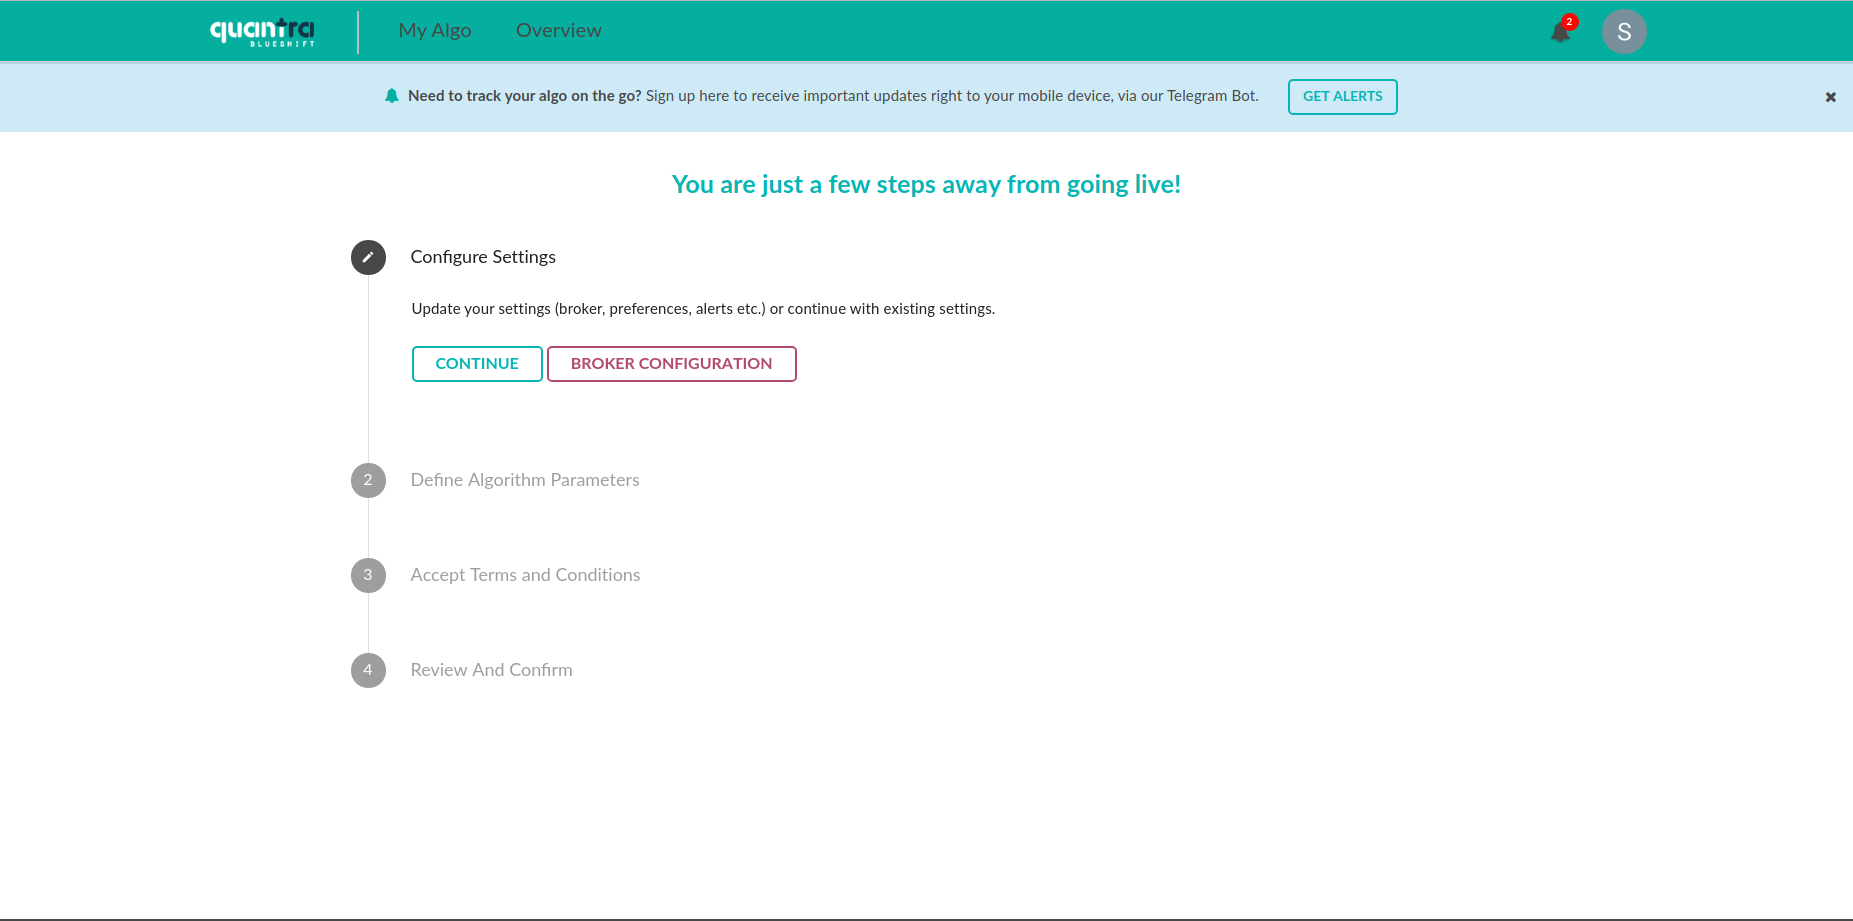 quantra
BLUESHIFT
My Algo
Overview
2
S
Need to track your algo on the go? Sign up here to receive important updates right to your mobile device, via our Telegram Bot.
GET ALERTS
You are just a few steps away from going live!
Configure Settings
Update your settings (broker, preferences, alerts etc.) or continue with existing settings.
CONTINUE
BROKER CONFIGURATION
2 Define Algorithm Parameters
3 Accept Terms and Conditions
4 Review And Confirm